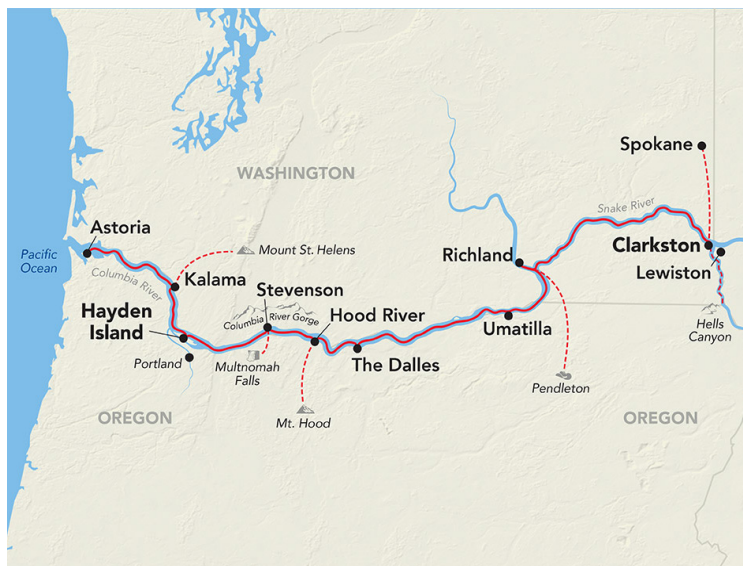 Spokane
WASHINGTON
Snake River
Astoria
Clarkston
Mount St. Helens
Richland
Pacific
Ocean
Lewiston
Columbia River
Kalama
Stevenson
Hayden
Island
Columbia River Gorge
Hood River
Umatilla
Hells
Canyon
Portland
Multnomah
Falls
The Dalles
Pendleton
OREGON
Mt. Hood
OREGON